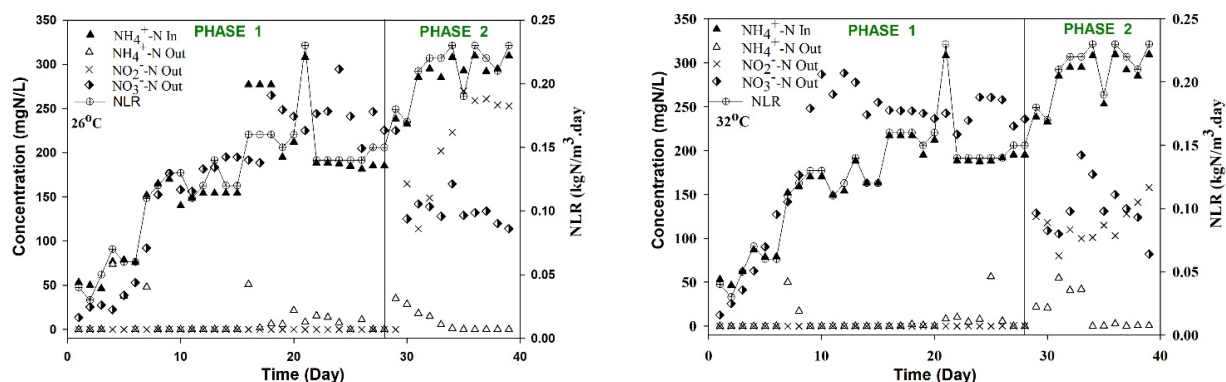 PHASE 1
PHASE 2
NH₄⁺-N In
NH₄⁺-N Out
NO₂⁻-N Out
NO₃⁻-N Out
NLR
26°C
Concentration (mgN/L)
350
300
250
200
150
100
50
0
0.25
0.20
0.15
0.10
0.05
0.00
NLR (kgN/m³.day)
0
10
20
30
40
Time (Day)
PHASE 1
PHASE 2
NH₄⁺-N In
NH₄⁺-N Out
NO₂⁻-N Out
NO₃⁻-N Out
NLR
32°C
Concentration (mgN/L)
350
300
250
200
150
100
50
0
0.25
0.20
0.15
0.10
0.05
0.00
NLR (kgN/m³.day)
0
10
20
30
40
Time (Day)